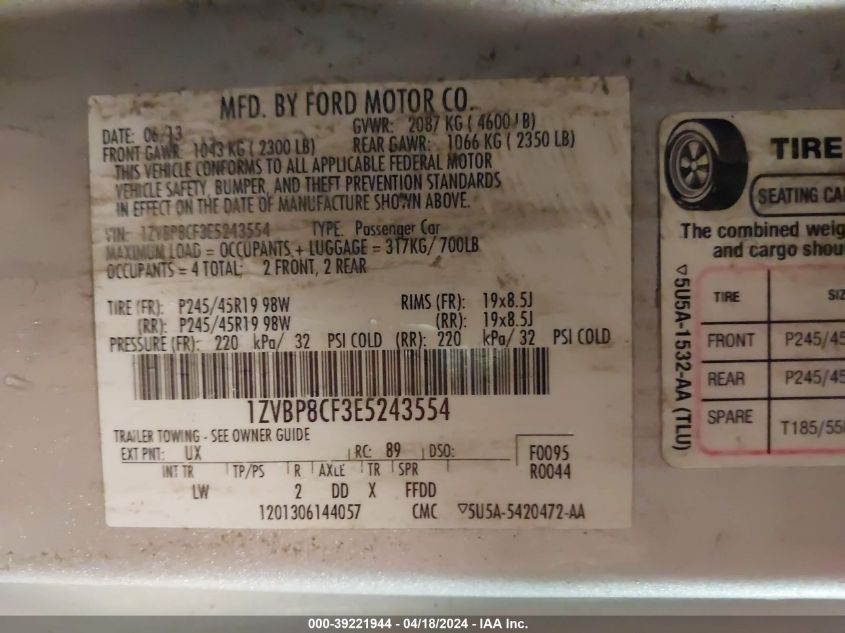 MFD. BY FORD MOTOR CO.
DATE: 06/13 GVWR: 2087 KG ( 4600 LB)
FRONT GAWR: 1043 KG ( 2300 LB) REAR GAWR: 1066 KG ( 2350 LB)
THIS VEHICLE CONFORMS TO ALL APPLICABLE FEDERAL MOTOR
VEHICLE SAFETY, BUMPER, AND THEFT PREVENTION STANDARDS
IN EFFECT ON THE DATE OF MANUFACTURE SHOWN ABOVE.
VIN: 1ZVBP8CF3E5243554 TYPE: Passenger Car
MAXIMUM LOAD = OCCUPANTS + LUGGAGE = 317KG/700LB
OCCUPANTS = 4 TOTAL: 2 FRONT, 2 REAR
TIRE (FR): P245/45R19 98W RIMS (FR): 19x8.5J
(RR): P245/45R19 98W (RR): 19x8.5J
PRESSURE (FR): 220 kPa/ 32 PSI COLD (RR): 220 kPa/ 32 PSI COLD
1ZVBP8CF3E5243554
TRAILER TOWING - SEE OWNER GUIDE
EXT PNT: UX RC: 89 DSO: F0095
INT TR TP/PS R AXLE TR SPR R0044
LW 2 DD X FFDD
1201306144057 CMC ▽5U5A-5420472-AA
TIRE
SEATING CA
The combined weig
and cargo shou
▽5U5A-1532-AA (TLU)
TIRE SIZ
FRONT P245/45
REAR P245/45
SPARE T185/55
000-39221944 - 04/18/2024 - IAA Inc.